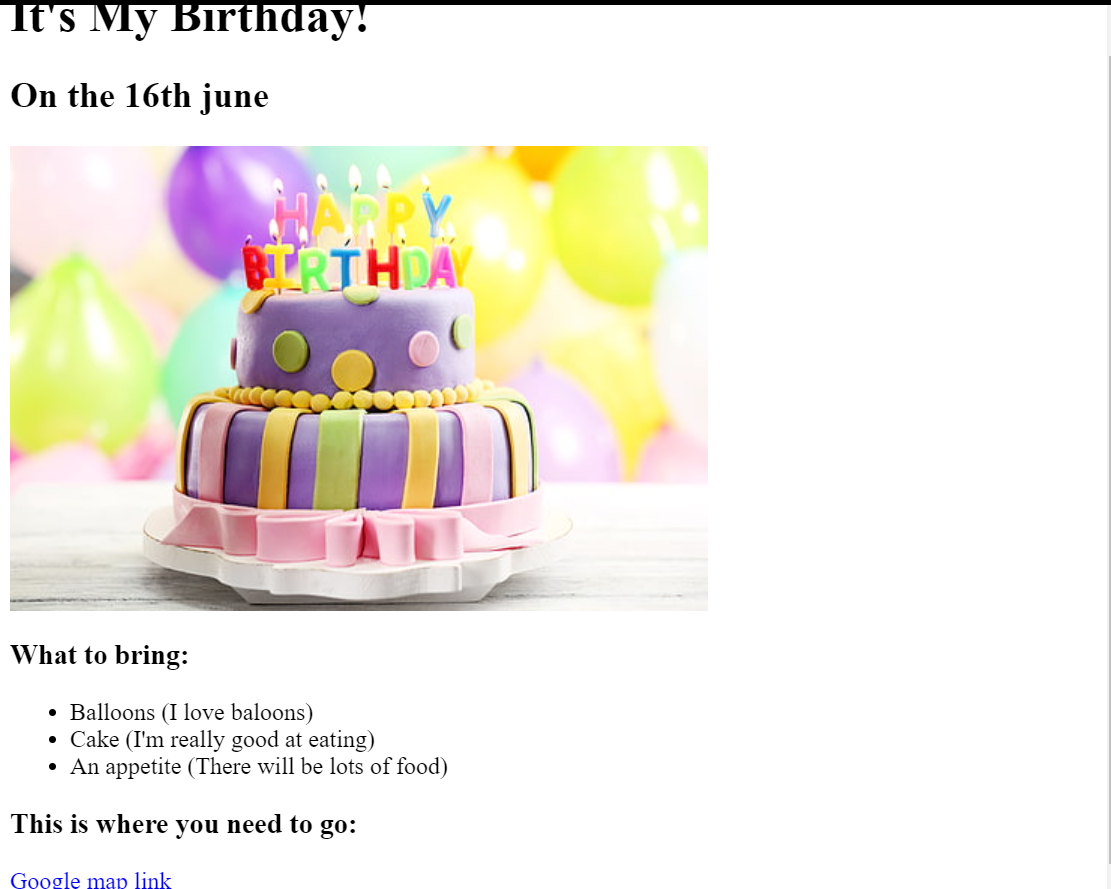 It's My Birthday!
On the 16th june
HAPPY
BIRTHDAY
What to bring:
Balloons (I love baloons)
Cake (I'm really good at eating)
An appetite (There will be lots of food)
This is where you need to go:
Google map link